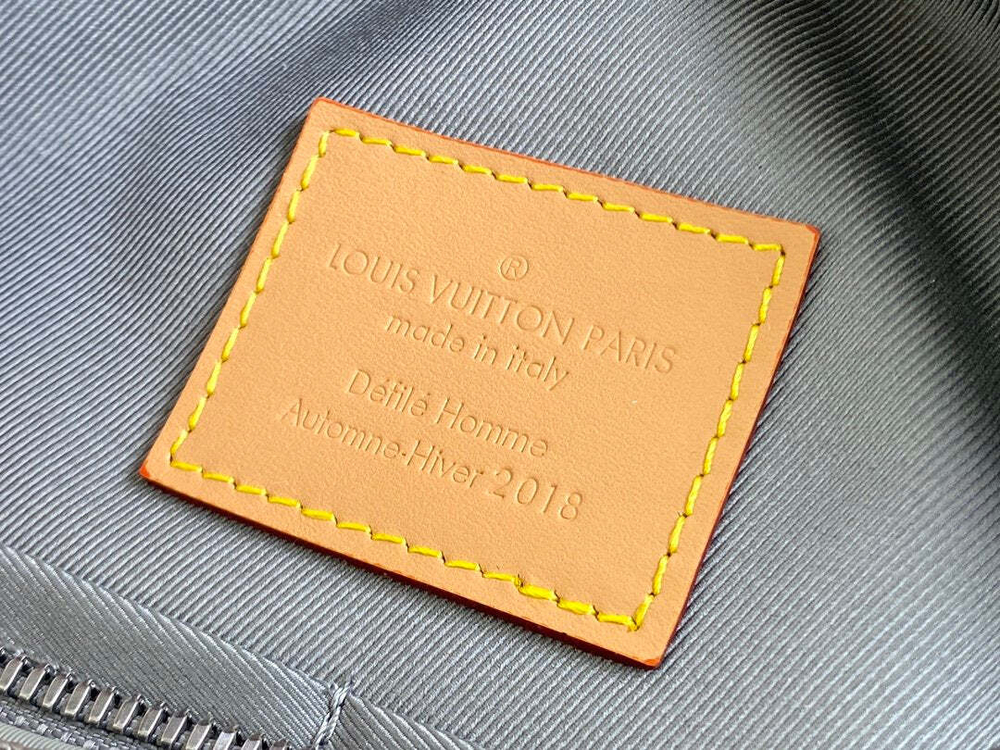 ®
LOUIS VUITTON PARIS
made in italy
Défilé Homme
Automne-Hiver 2018